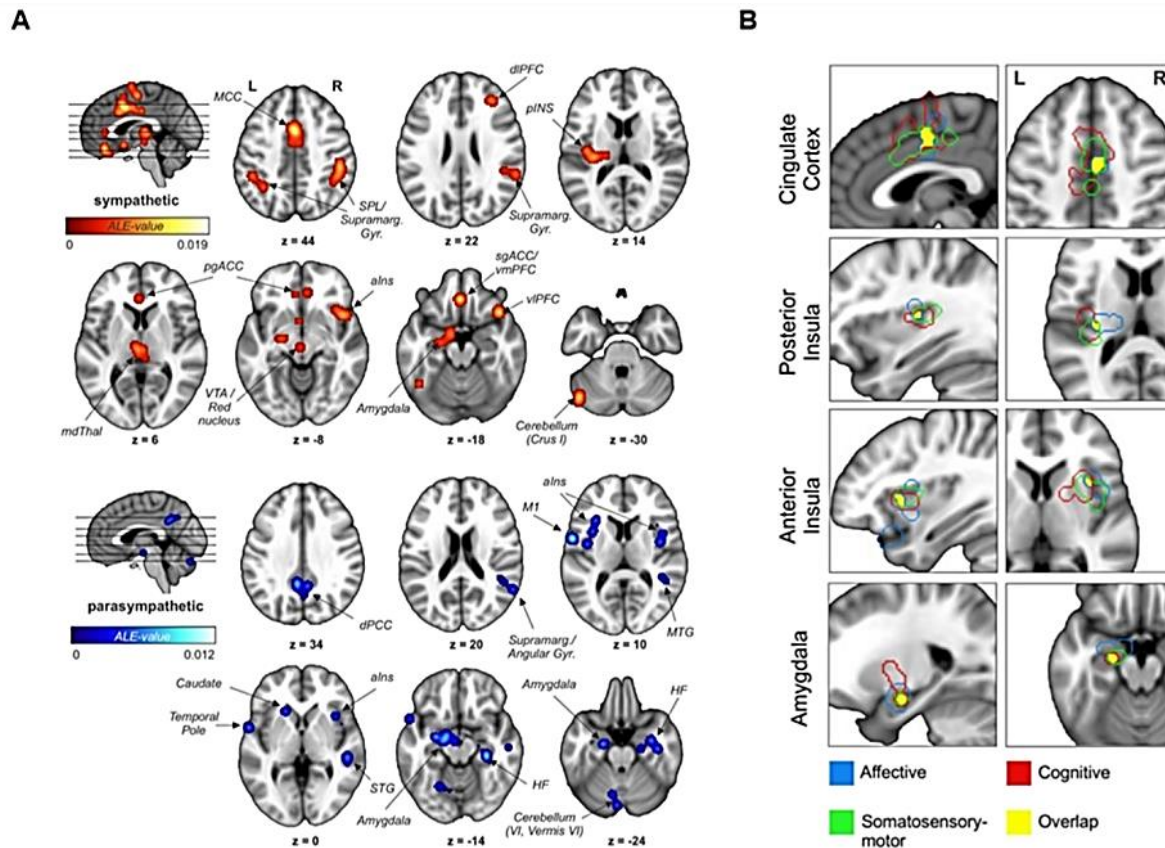 A
B
L
R
MCC
SPL/
Supramarg.
Gyr.
z = 44
dlPFC
Supramarg.
Gyr.
z = 22
pINS
z = 14
sympathetic
ALE-value
0
0.019
pgACC
aIns
sgACC/
vmPFC
vlPFC
mdThal
z = 6
VTA /
Red
nucleus
z = -8
Amygdala
z = -18
Cerebellum
(Crus I)
z = -30
parasympathetic
ALE-value
0
0.012
dPCC
z = 34
Supramarg./
Angular Gyr.
z = 20
aIns
M1
MTG
z = 10
Caudate
Temporal
Pole
aIns
STG
z = 0
Amygdala
Amygdala
HF
z = -14
HF
Cerebellum
(VI, Vermis VI)
z = -24
L
R
Cingulate
Cortex
Posterior
Insula
Anterior
Insula
Amygdala
Affective
Cognitive
Somatosensory-
motor
Overlap